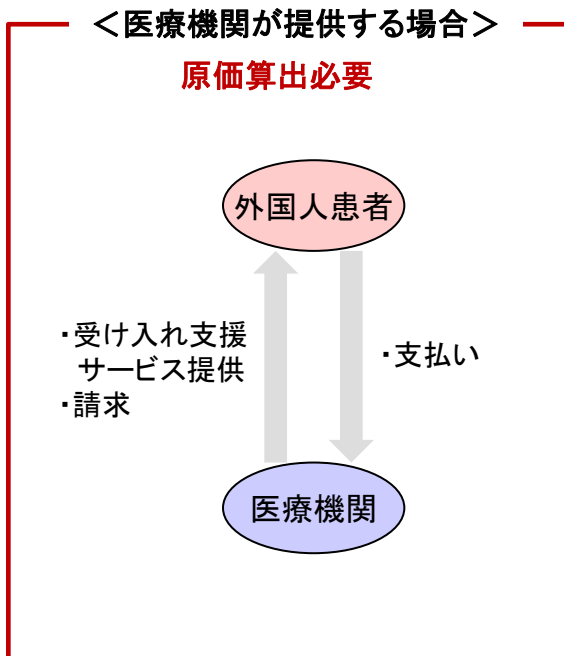 ＜医療機関が提供する場合＞
原価算出必要
外国人患者
・受け入れ支援
サービス提供
・請求
・支払い
医療機関